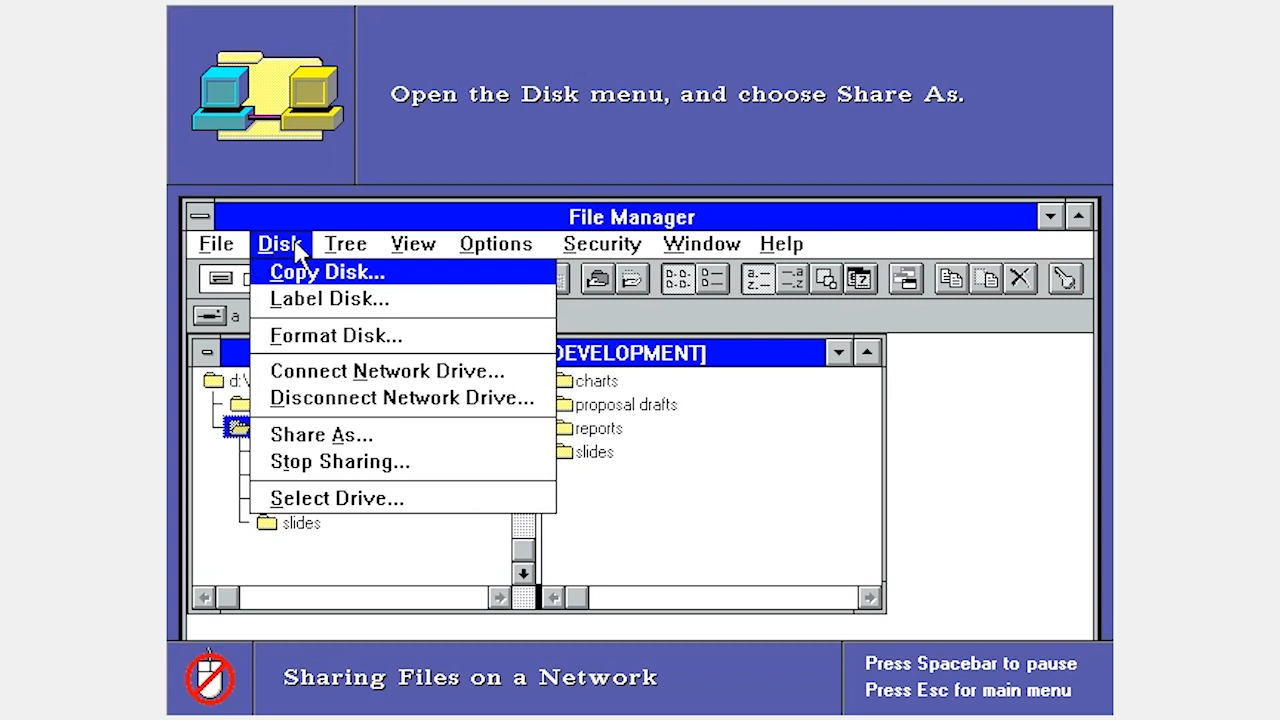 Open the Disk menu, and choose Share As.
File Manager
File Disk Tree View Options Security Window Help
Copy Disk...
Label Disk...
a
Format Disk...
DEVELOPMENT]
Connect Network Drive...
d:\
charts
Disconnect Network Drive...
proposal drafts
Share As...
reports
Stop Sharing...
slides
Select Drive...
slides
Sharing Files on a Network
Press Spacebar to pause
Press Esc for main menu